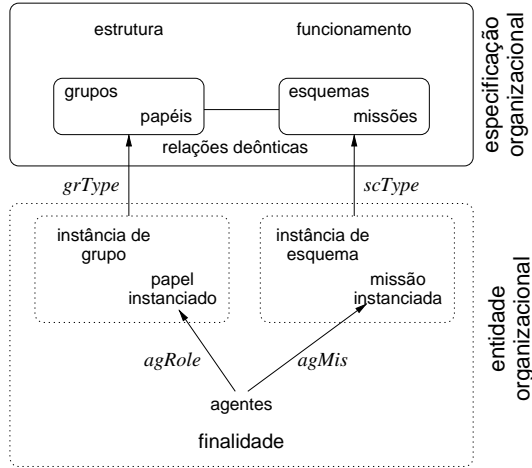 estrutura
funcionamento
grupos
papéis
esquemas
missões
relações deônticas
especificação
organizacional
grType
scType
instância de
grupo
papel
instanciado
instância de
esquema
missão
instanciada
agRole
agMis
agentes
finalidade
entidade
organizacional